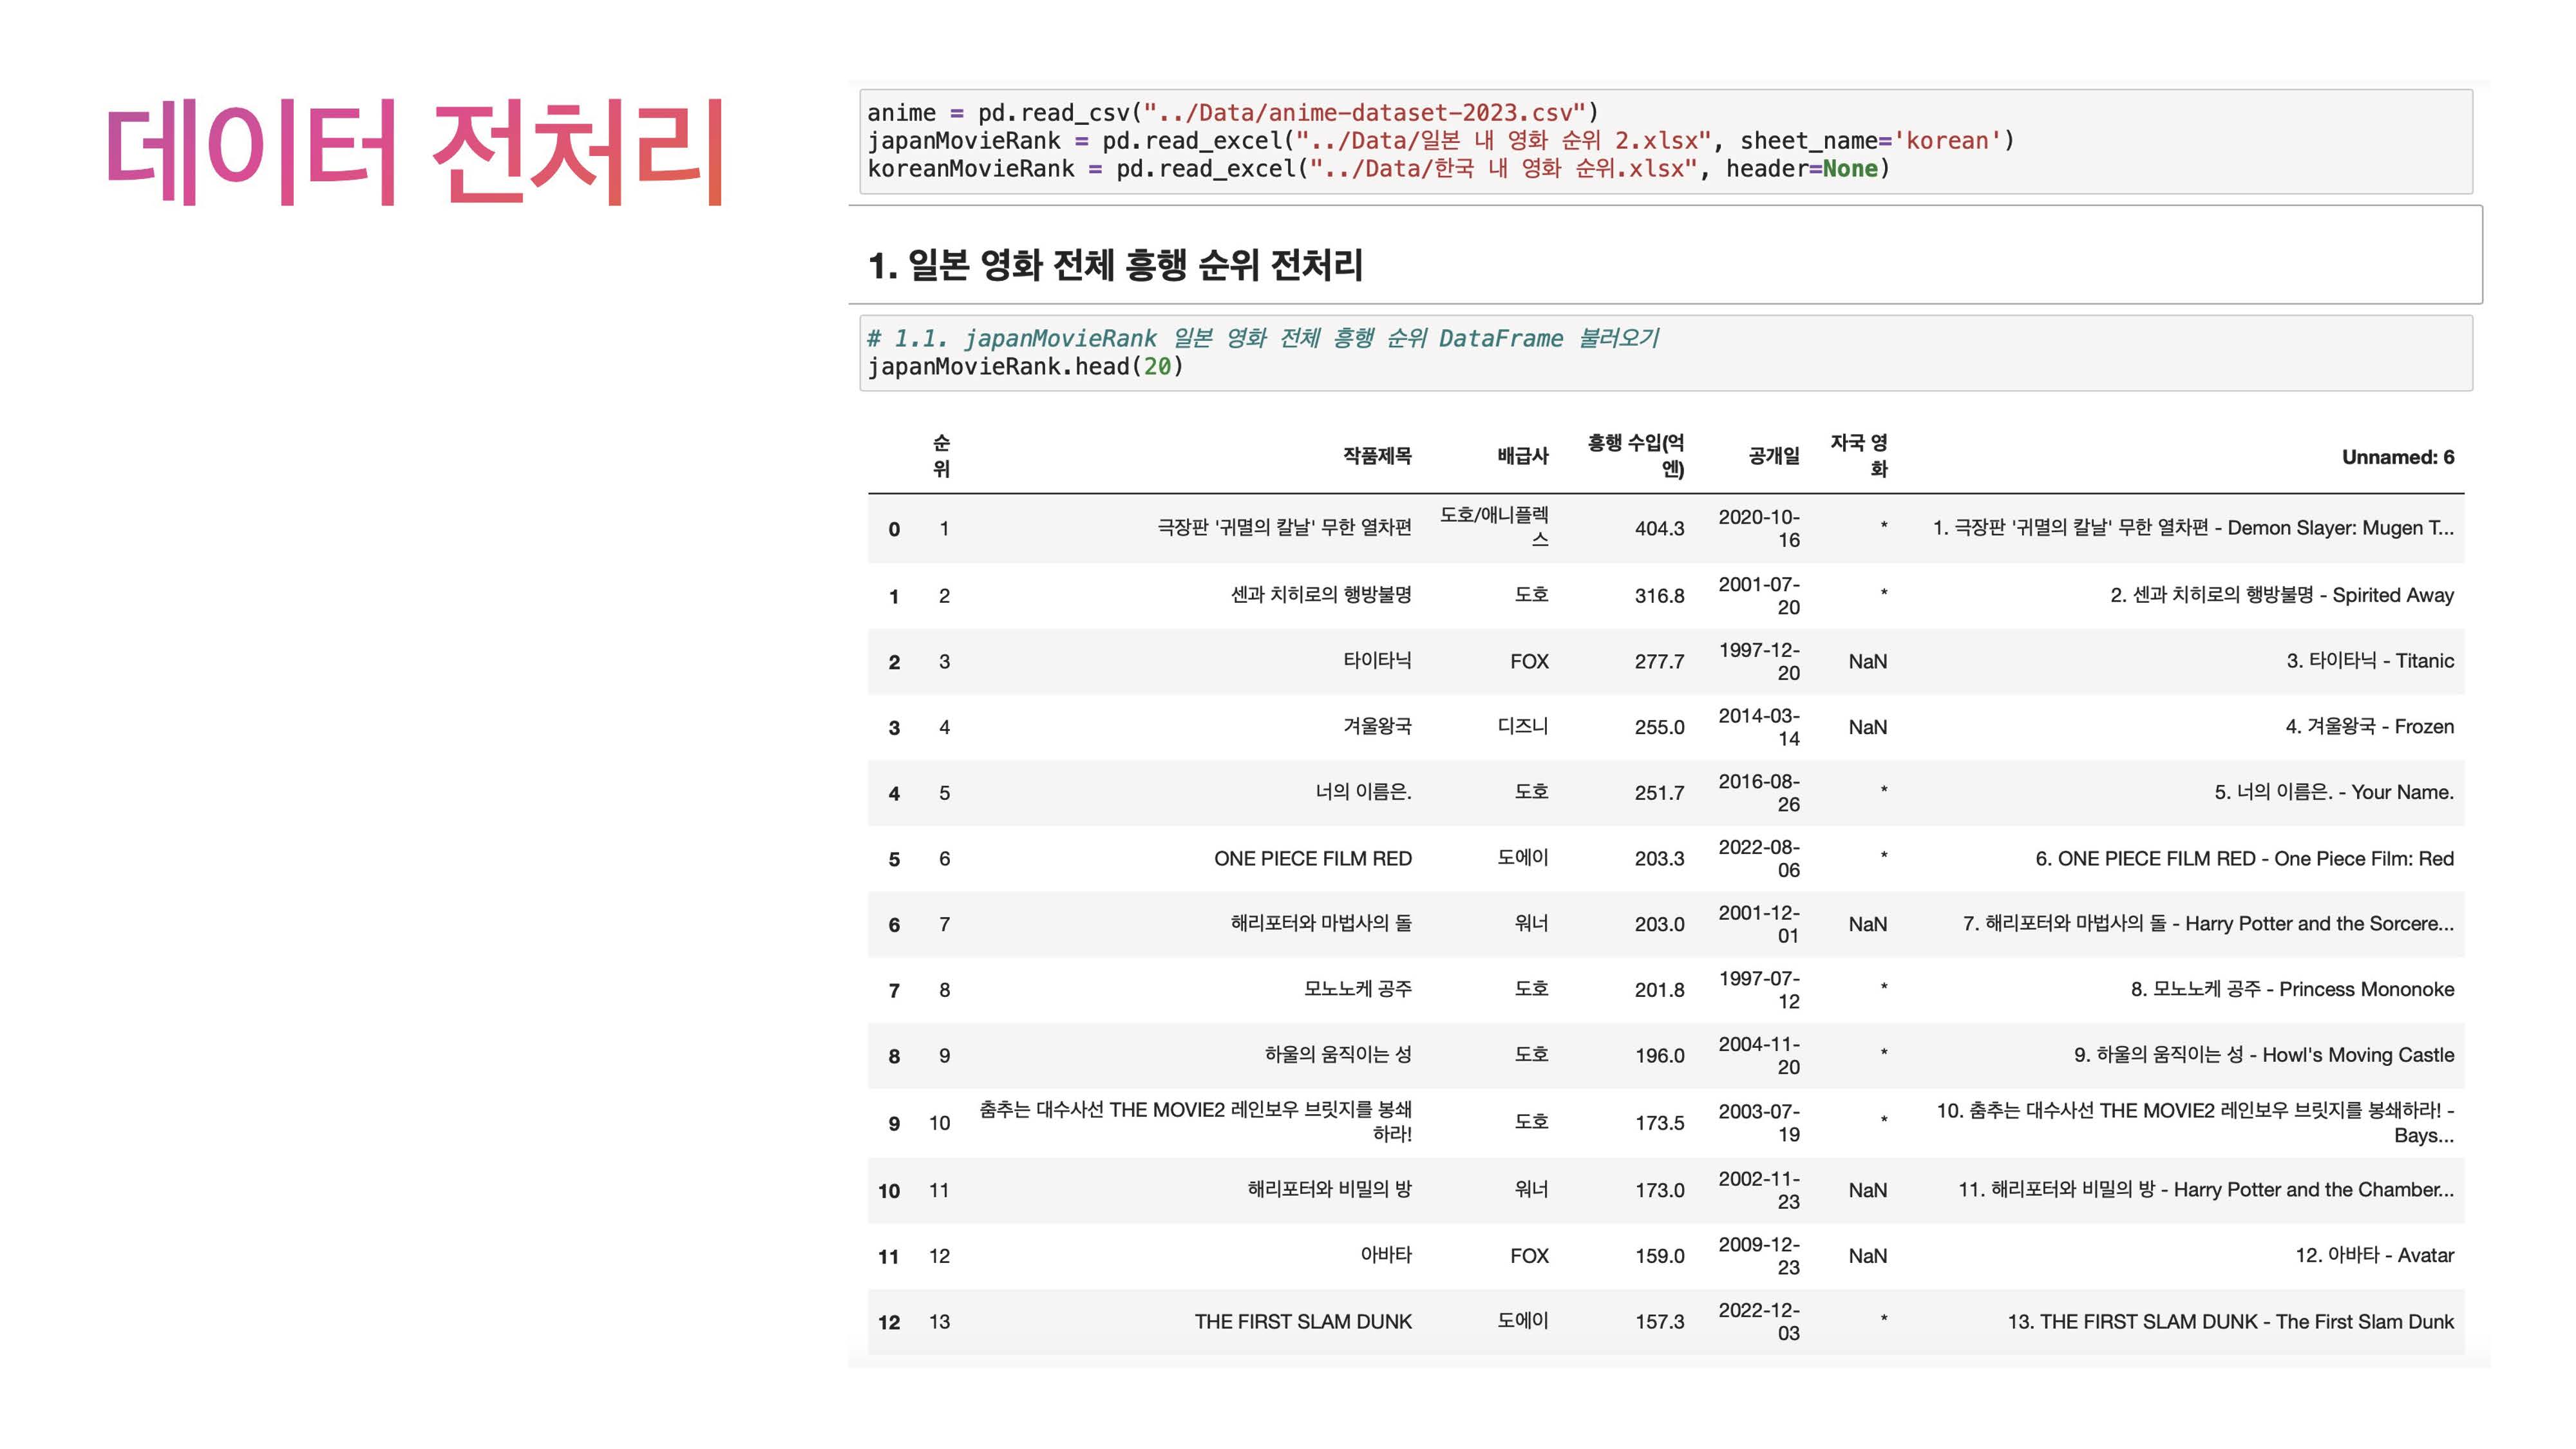 데이터 전처리
anime = pd.read_csv("../Data/anime-dataset-2023.csv")
japanMovieRank = pd.read_excel("../Data/일본 내 영화 순위 2.xlsx", sheet_name='korean')
koreanMovieRank = pd.read_excel("../Data/한국 내 영화 순위.xlsx", header=None)
1. 일본 영화 전체 흥행 순위 전처리
# 1.1. japanMovieRank 일본 영화 전체 흥행 순위 DataFrame 불러오기
japanMovieRank.head(20)
순위 작품제목 배급사 흥행 수입(억엔) 공개일 자국 영화 Unnamed: 6
0 1 극장판 '귀멸의 칼날' 무한 열차편 도호/애니플렉스 404.3 2020-10-16 * 1. 극장판 '귀멸의 칼날' 무한 열차편 - Demon Slayer: Mugen T...
1 2 센과 치히로의 행방불명 도호 316.8 2001-07-20 * 2. 센과 치히로의 행방불명 - Spirited Away
2 3 타이타닉 FOX 277.7 1997-12-20 NaN 3. 타이타닉 - Titanic
3 4 겨울왕국 디즈니 255.0 2014-03-14 NaN 4. 겨울왕국 - Frozen
4 5 너의 이름은. 도호 251.7 2016-08-26 * 5. 너의 이름은. - Your Name.
5 6 ONE PIECE FILM RED 도에이 203.3 2022-08-06 * 6. ONE PIECE FILM RED - One Piece Film: Red
6 7 해리포터와 마법사의 돌 워너 203.0 2001-12-01 NaN 7. 해리포터와 마법사의 돌 - Harry Potter and the Sorcere...
7 8 모노노케 공주 도호 201.8 1997-07-12 * 8. 모노노케 공주 - Princess Mononoke
8 9 하울의 움직이는 성 도호 196.0 2004-11-20 * 9. 하울의 움직이는 성 - Howl's Moving Castle
9 10 춤추는 대수사선 THE MOVIE2 레인보우 브릿지를 봉쇄하라! 도호 173.5 2003-07-19 * 10. 춤추는 대수사선 THE MOVIE2 레인보우 브릿지를 봉쇄하라! - Bays...
10 11 해리포터와 비밀의 방 워너 173.0 2002-11-23 NaN 11. 해리포터와 비밀의 방 - Harry Potter and the Chamber...
11 12 아바타 FOX 159.0 2009-12-23 NaN 12. 아바타 - Avatar
12 13 THE FIRST SLAM DUNK 도에이 157.3 2022-12-03 * 13. THE FIRST SLAM DUNK - The First Slam Dunk